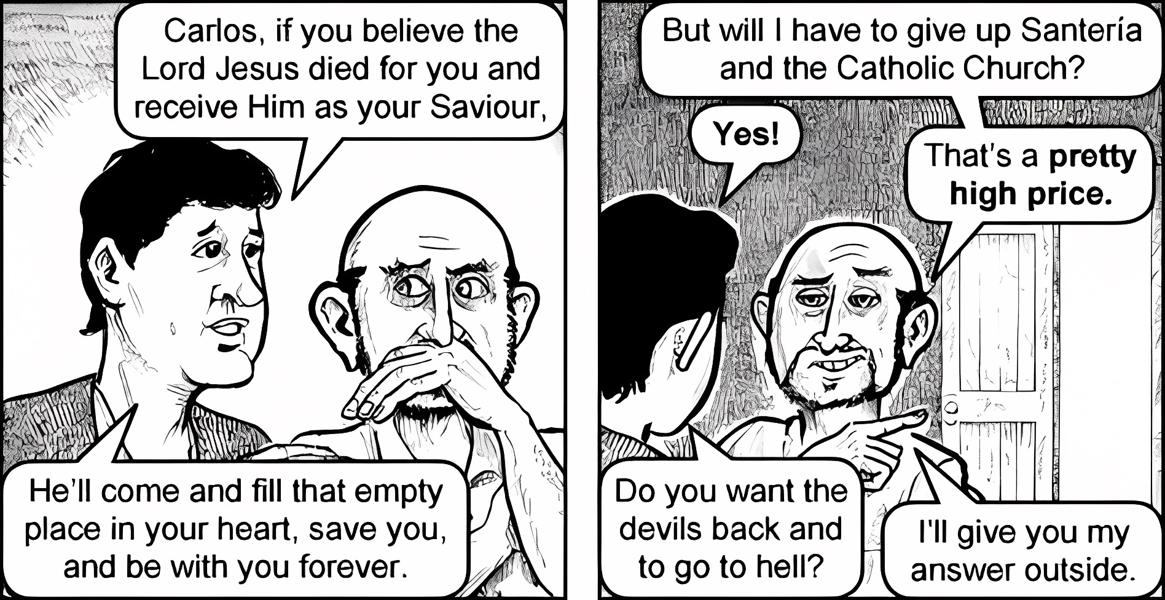 Carlos, if you believe the
Lord Jesus died for you and
receive Him as your Saviour,
He'll come and fill that empty
place in your heart, save you,
and be with you forever.
But will I have to give up Santería
and the Catholic Church?
Yes!
That's a pretty
high price.
Do you want the
devils back and
to go to hell?
I'll give you my
answer outside.